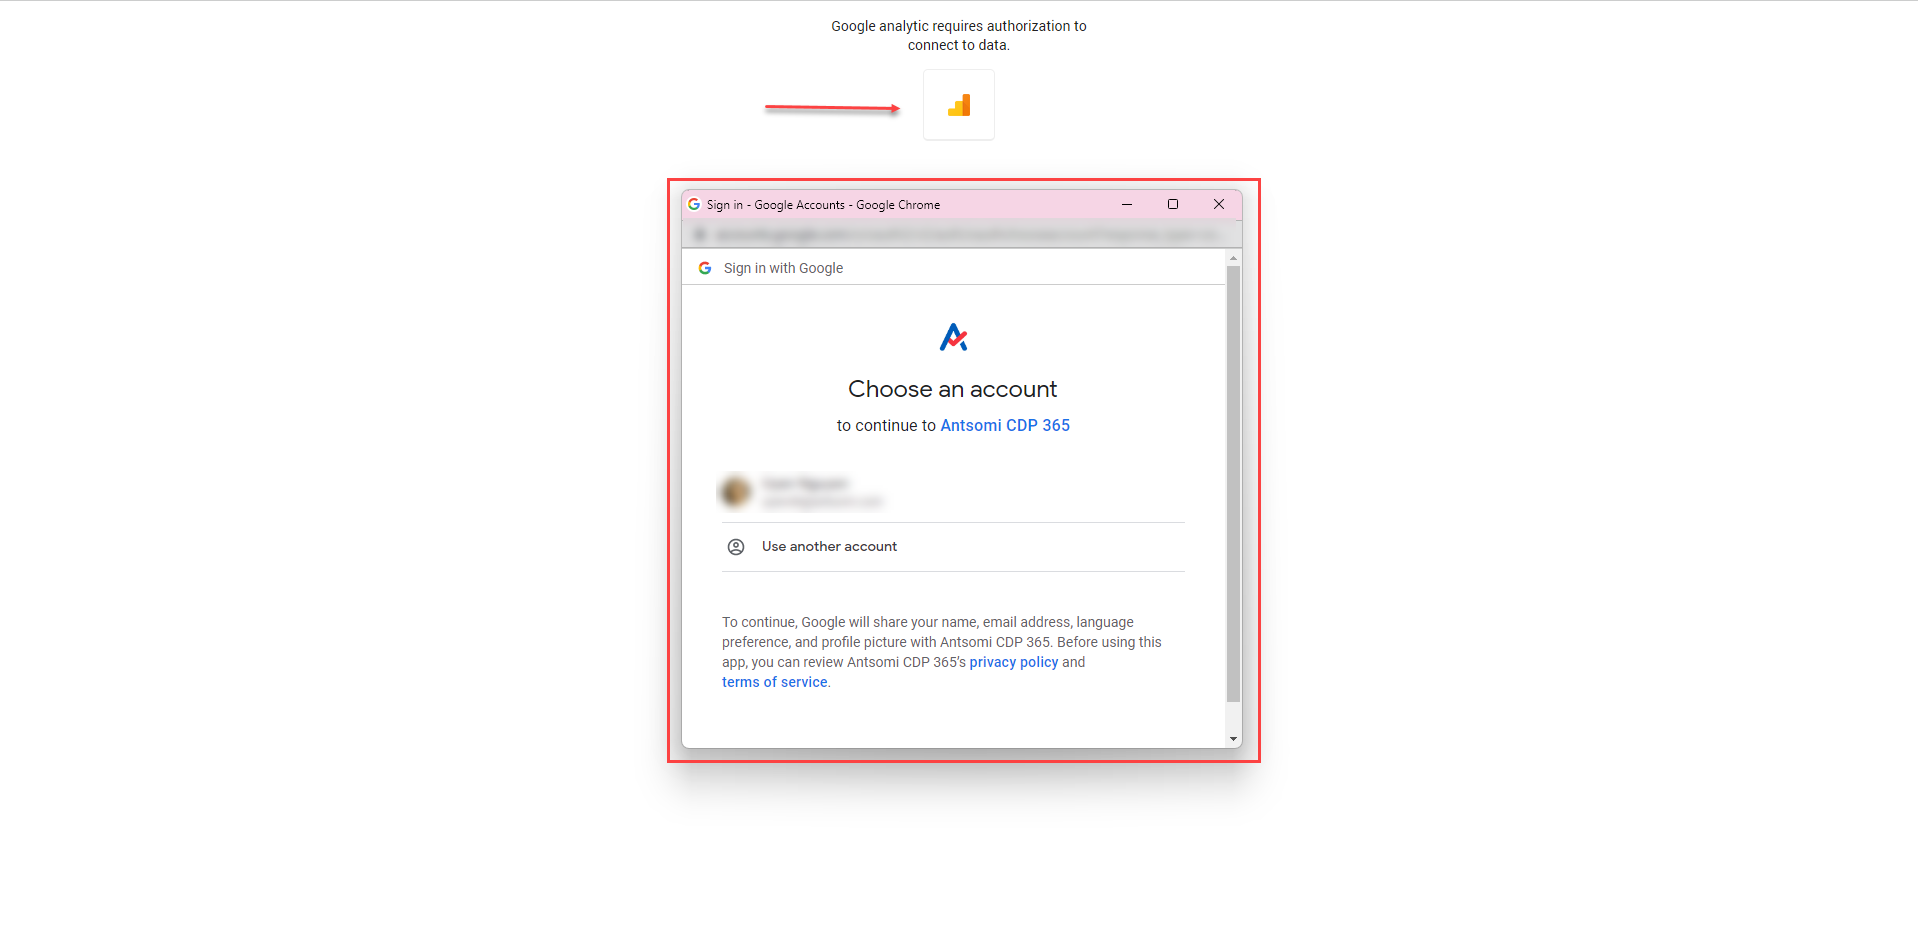 Google analytic requires authorization to
connect to data.
Sign in - Google Accounts - Google Chrome
Sign in with Google
Choose an account
to continue to Antsomi CDP 365
Use another account
To continue, Google will share your name, email address, language
preference, and profile picture with Antsomi CDP 365. Before using this
app, you can review Antsomi CDP 365’s privacy policy and
terms of service.